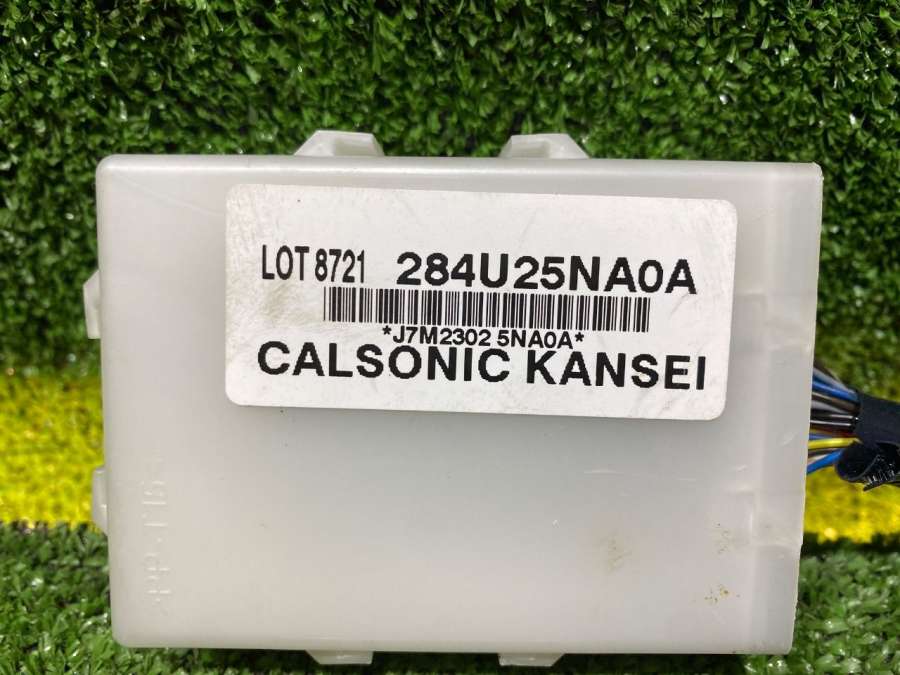 LOT 8721 284U25NA0A
*J7M2302 5NA0A*
CALSONIC KANSEI